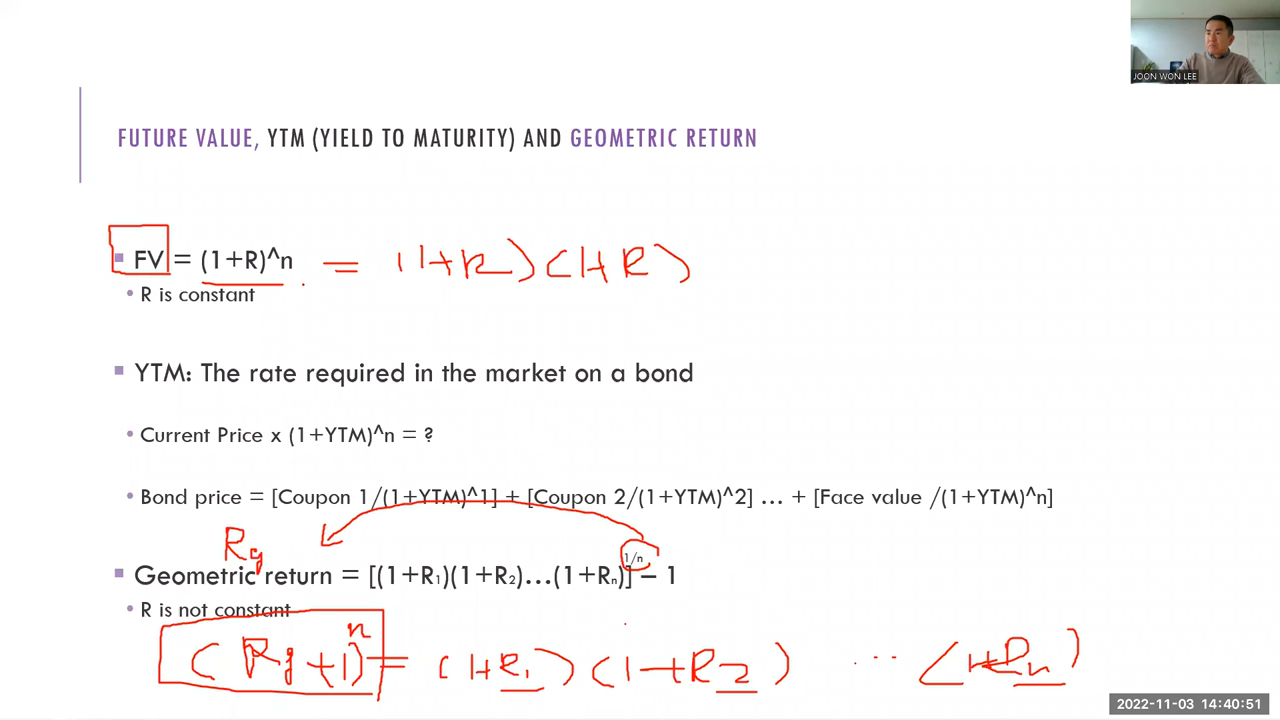 JOON WON LEE
FUTURE VALUE, YTM (YIELD TO MATURITY) AND GEOMETRIC RETURN
FV = (1+R)^n = (1+R)(1+R)
R is constant
YTM: The rate required in the market on a bond
Current Price x (1+YTM)^n = ?
Bond price = [Coupon 1/(1+YTM)^1] + [Coupon 2/(1+YTM)^2] … + [Face value /(1+YTM)^n]
Rg
Geometric return = [(1+R₁)(1+R₂)…(1+Rₙ)]^1/n – 1
R is not constant
(Rg+1)^n = (1+R₁)(1+R₂) … (1+Rₙ)
2022-11-03 14:40:51